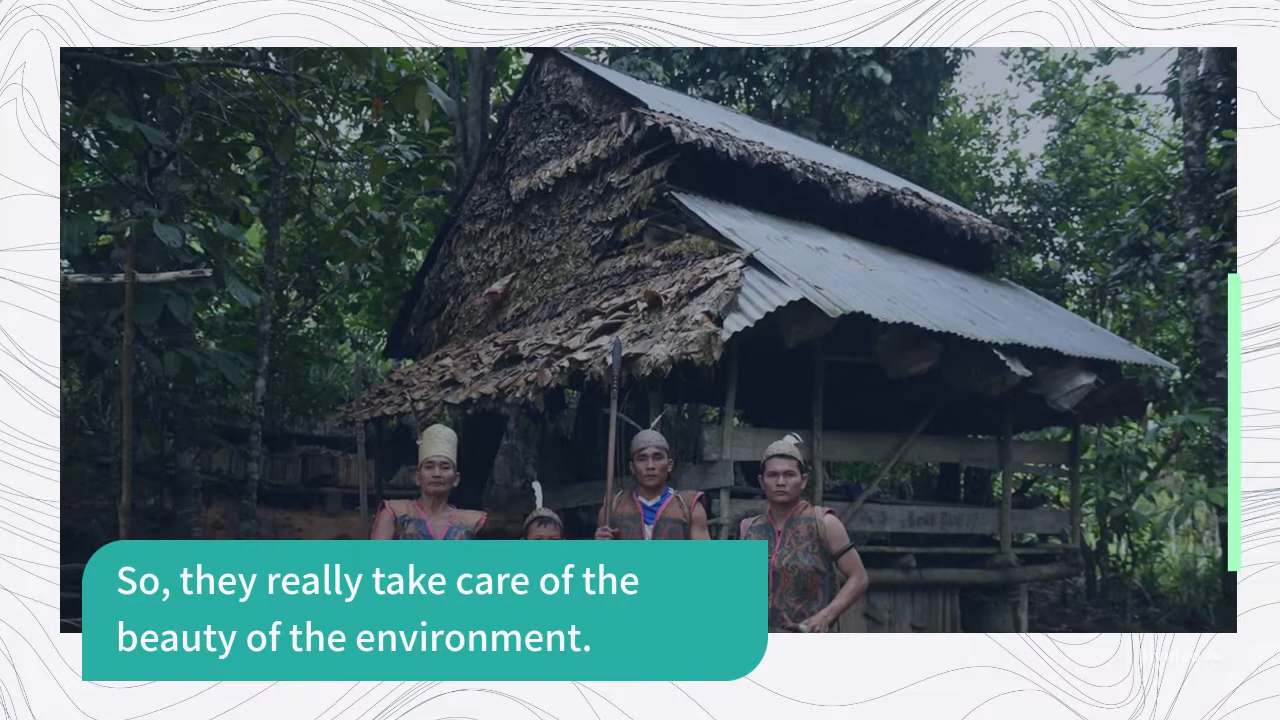 So, they really take care of the
beauty of the environment.